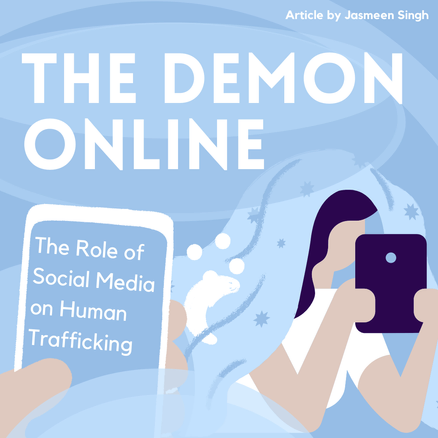 Article by Jasmeen Singh
THE DEMON
ONLINE
The Role of
Social Media
on Human
Trafficking